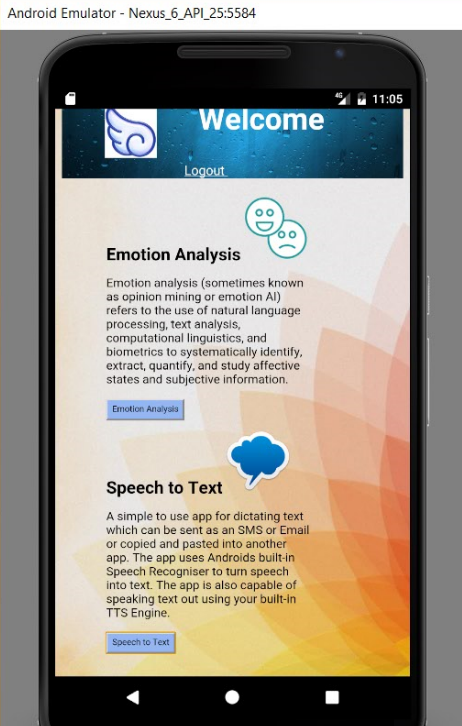 Android Emulator - Nexus_6_API_25:5584
4G 11:05
Welcome
Logout
Emotion Analysis
Emotion analysis (sometimes known
as opinion mining or emotion AI)
refers to the use of natural language
processing, text analysis,
computational linguistics, and
biometrics to systematically identify,
extract, quantify, and study affective
states and subjective information.
Emotion Analysis
Speech to Text
A simple to use app for dictating text
which can be sent as an SMS or Email
or copied and pasted into another
app. The app uses Androids built-in
Speech Recogniser to turn speech
into text. The app is also capable of
speaking text out using your built-in
TTS Engine.
Speech to Text